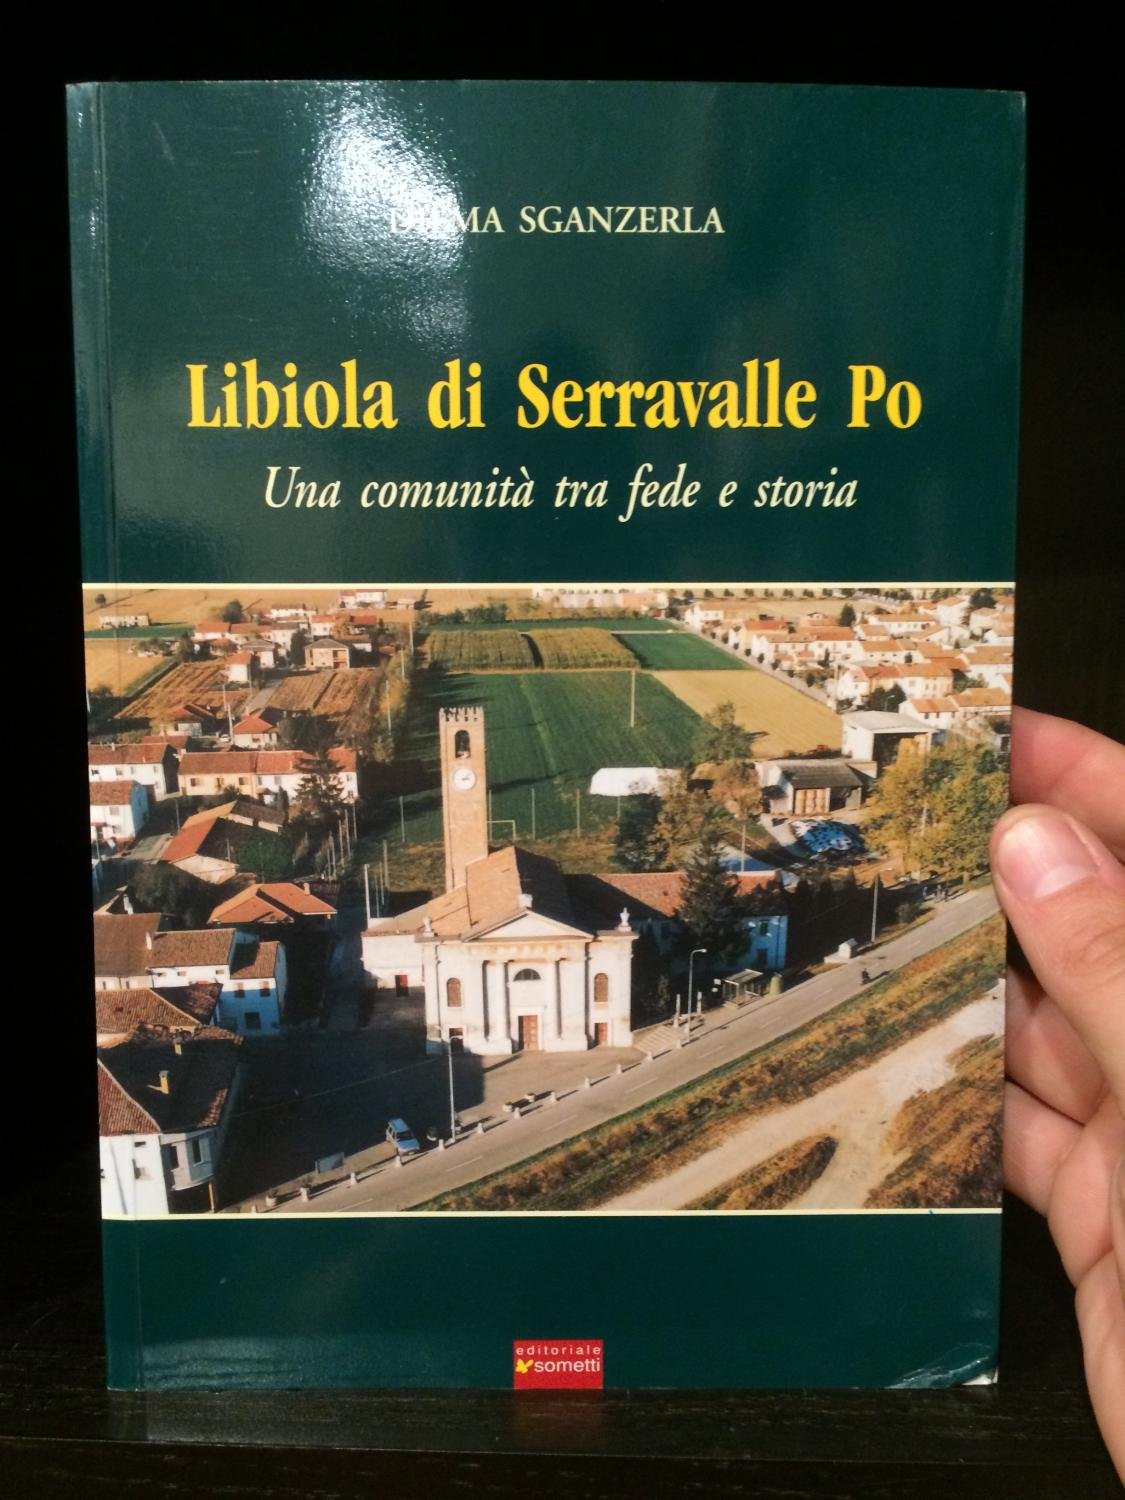 SGANZERLA
Libiola di Serravalle Po
Una comunità tra fede e storia
editoriale
sometti